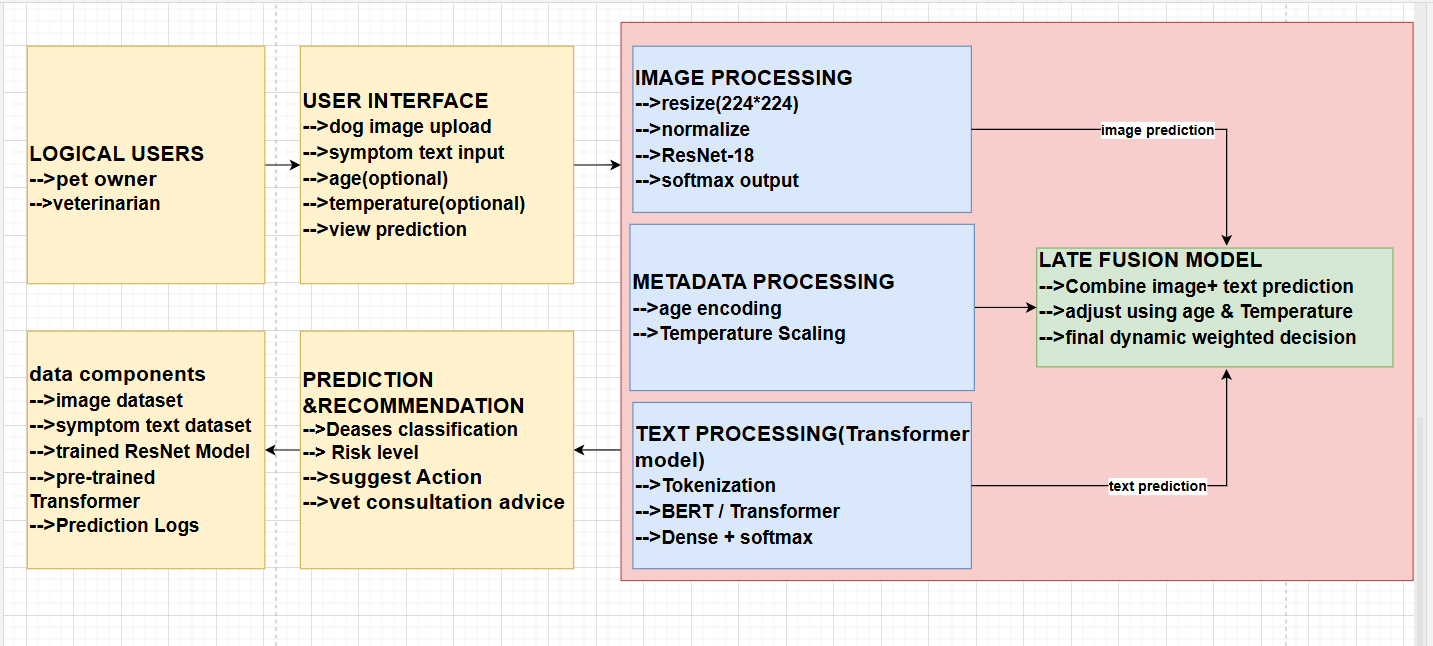 LOGICAL USERS
-->pet owner
-->veterinarian
USER INTERFACE
-->dog image upload
-->symptom text input
-->age(optional)
-->temperature(optional)
-->view prediction
IMAGE PROCESSING
-->resize(224*224)
-->normalize
-->ResNet-18
-->softmax output
image prediction
METADATA PROCESSING
-->age encoding
-->Temperature Scaling
LATE FUSION MODEL
-->Combine image+ text prediction
-->adjust using age & Temperature
-->final dynamic weighted decision
TEXT PROCESSING(Transformer
model)
-->Tokenization
-->BERT / Transformer
-->Dense + softmax
text prediction
PREDICTION
&RECOMMENDATION
-->Deases classification
--> Risk level
-->suggest Action
-->vet consultation advice
data components
-->image dataset
-->symptom text dataset
-->trained ResNet Model
-->pre-trained
Transformer
-->Prediction Logs